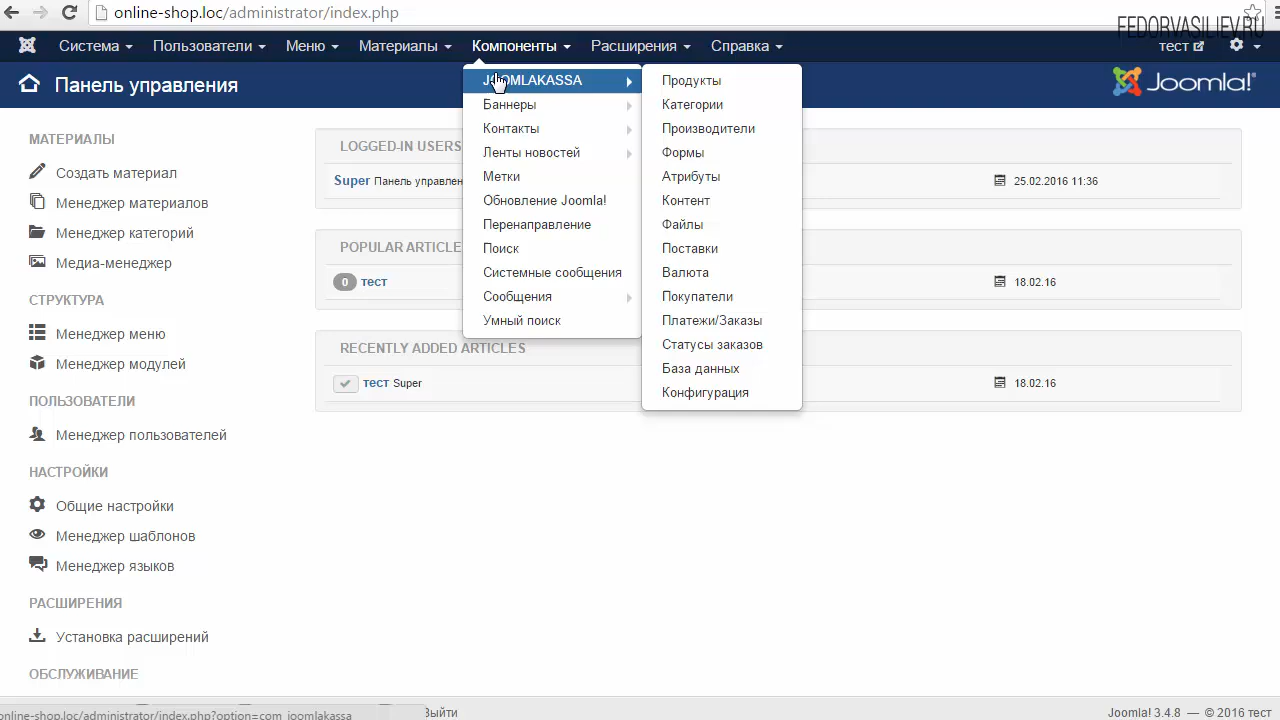 online-shop.loc/administrator/index.php
FEDORVASILIEV.RU
Система Пользователи Меню Материалы Компоненты Расширения Справка тест
Панель управления
Joomla!®
JOOMLAKASSA
Баннеры
Контакты
Ленты новостей
Метки
Обновление Joomla!
Перенаправление
Поиск
Системные сообщения
Сообщения
Умный поиск
Продукты
Категории
Производители
Формы
Атрибуты
Контент
Файлы
Поставки
Валюта
Покупатели
Платежи/Заказы
Статусы заказов
База данных
Конфигурация
МАТЕРИАЛЫ
Создать материал
Менеджер материалов
Менеджер категорий
Медиа-менеджер
СТРУКТУРА
Менеджер меню
Менеджер модулей
ПОЛЬЗОВАТЕЛИ
Менеджер пользователей
НАСТРОЙКИ
Общие настройки
Менеджер шаблонов
Менеджер языков
РАСШИРЕНИЯ
Установка расширений
ОБСЛУЖИВАНИЕ
LOGGED-IN USERS
Super 25.02.2016 11:36
POPULAR
0 тест 18.02.16
RECENTLY ADDED ARTICLES
тест Super 18.02.16
online-shop.loc/administrator/index.php?option=com_joomlakassa
Joomla! 3.4.8 — © 2016 тест